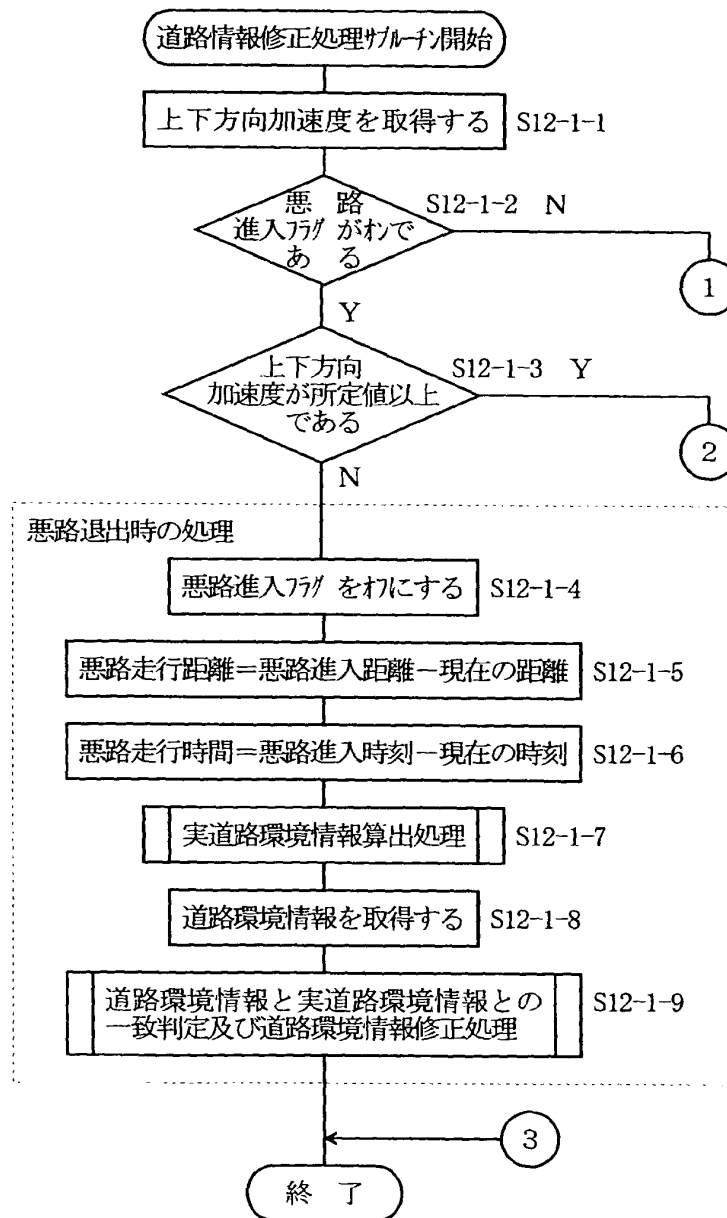 道路情報修正処理ｻﾌﾞﾙｰﾁﾝ開始
上下方向加速度を取得する S12-1-1
悪 路
進入ﾌﾗｸﾞがｵﾝで
あ る
S12-1-2 N
1
Y
上下方向
加速度が所定値以上
である
S12-1-3 Y
2
N
悪路退出時の処理
悪路進入ﾌﾗｸﾞをｵﾌにする S12-1-4
悪路走行距離＝悪路進入距離－現在の距離 S12-1-5
悪路走行時間＝悪路進入時刻－現在の時刻 S12-1-6
実道路環境情報算出処理 S12-1-7
道路環境情報を取得する S12-1-8
道路環境情報と実道路環境情報との
一致判定及び道路環境情報修正処理
S12-1-9
3
終 了